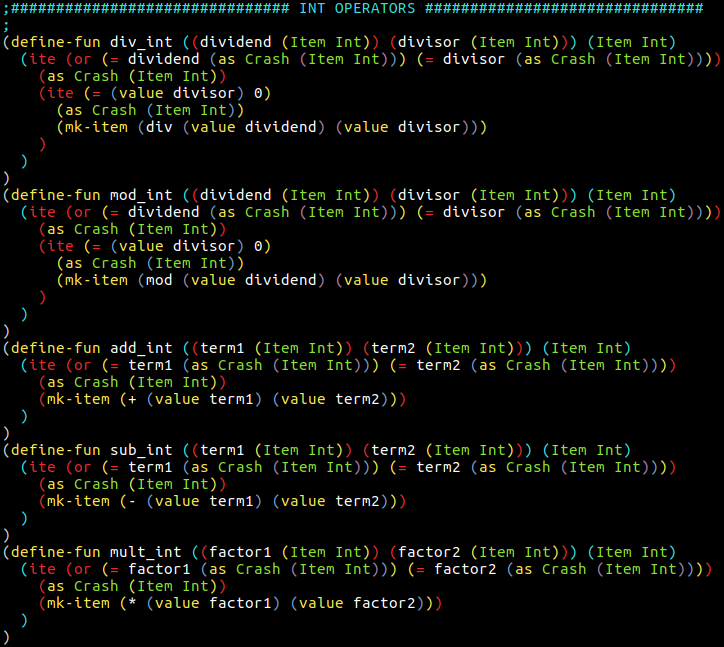 ;############################### INT OPERATORS ###############################
;
(define-fun div_int ((dividend (Item Int)) (divisor (Item Int))) (Item Int)
  (ite (or (= dividend (as Crash (Item Int))) (= divisor (as Crash (Item Int))))
    (as Crash (Item Int))
    (ite (= (value divisor) 0)
      (as Crash (Item Int))
      (mk-item (div (value dividend) (value divisor)))
    )
  )
)
(define-fun mod_int ((dividend (Item Int)) (divisor (Item Int))) (Item Int)
  (ite (or (= dividend (as Crash (Item Int))) (= divisor (as Crash (Item Int))))
    (as Crash (Item Int))
    (ite (= (value divisor) 0)
      (as Crash (Item Int))
      (mk-item (mod (value dividend) (value divisor)))
    )
  )
)
(define-fun add_int ((term1 (Item Int)) (term2 (Item Int))) (Item Int)
  (ite (or (= term1 (as Crash (Item Int))) (= term2 (as Crash (Item Int))))
    (as Crash (Item Int))
    (mk-item (+ (value term1) (value term2)))
  )
)
(define-fun sub_int ((term1 (Item Int)) (term2 (Item Int))) (Item Int)
  (ite (or (= term1 (as Crash (Item Int))) (= term2 (as Crash (Item Int))))
    (as Crash (Item Int))
    (mk-item (- (value term1) (value term2)))
  )
)
(define-fun mult_int ((factor1 (Item Int)) (factor2 (Item Int))) (Item Int)
  (ite (or (= factor1 (as Crash (Item Int))) (= factor2 (as Crash (Item Int))))
    (as Crash (Item Int))
    (mk-item (* (value factor1) (value factor2)))
  )
)